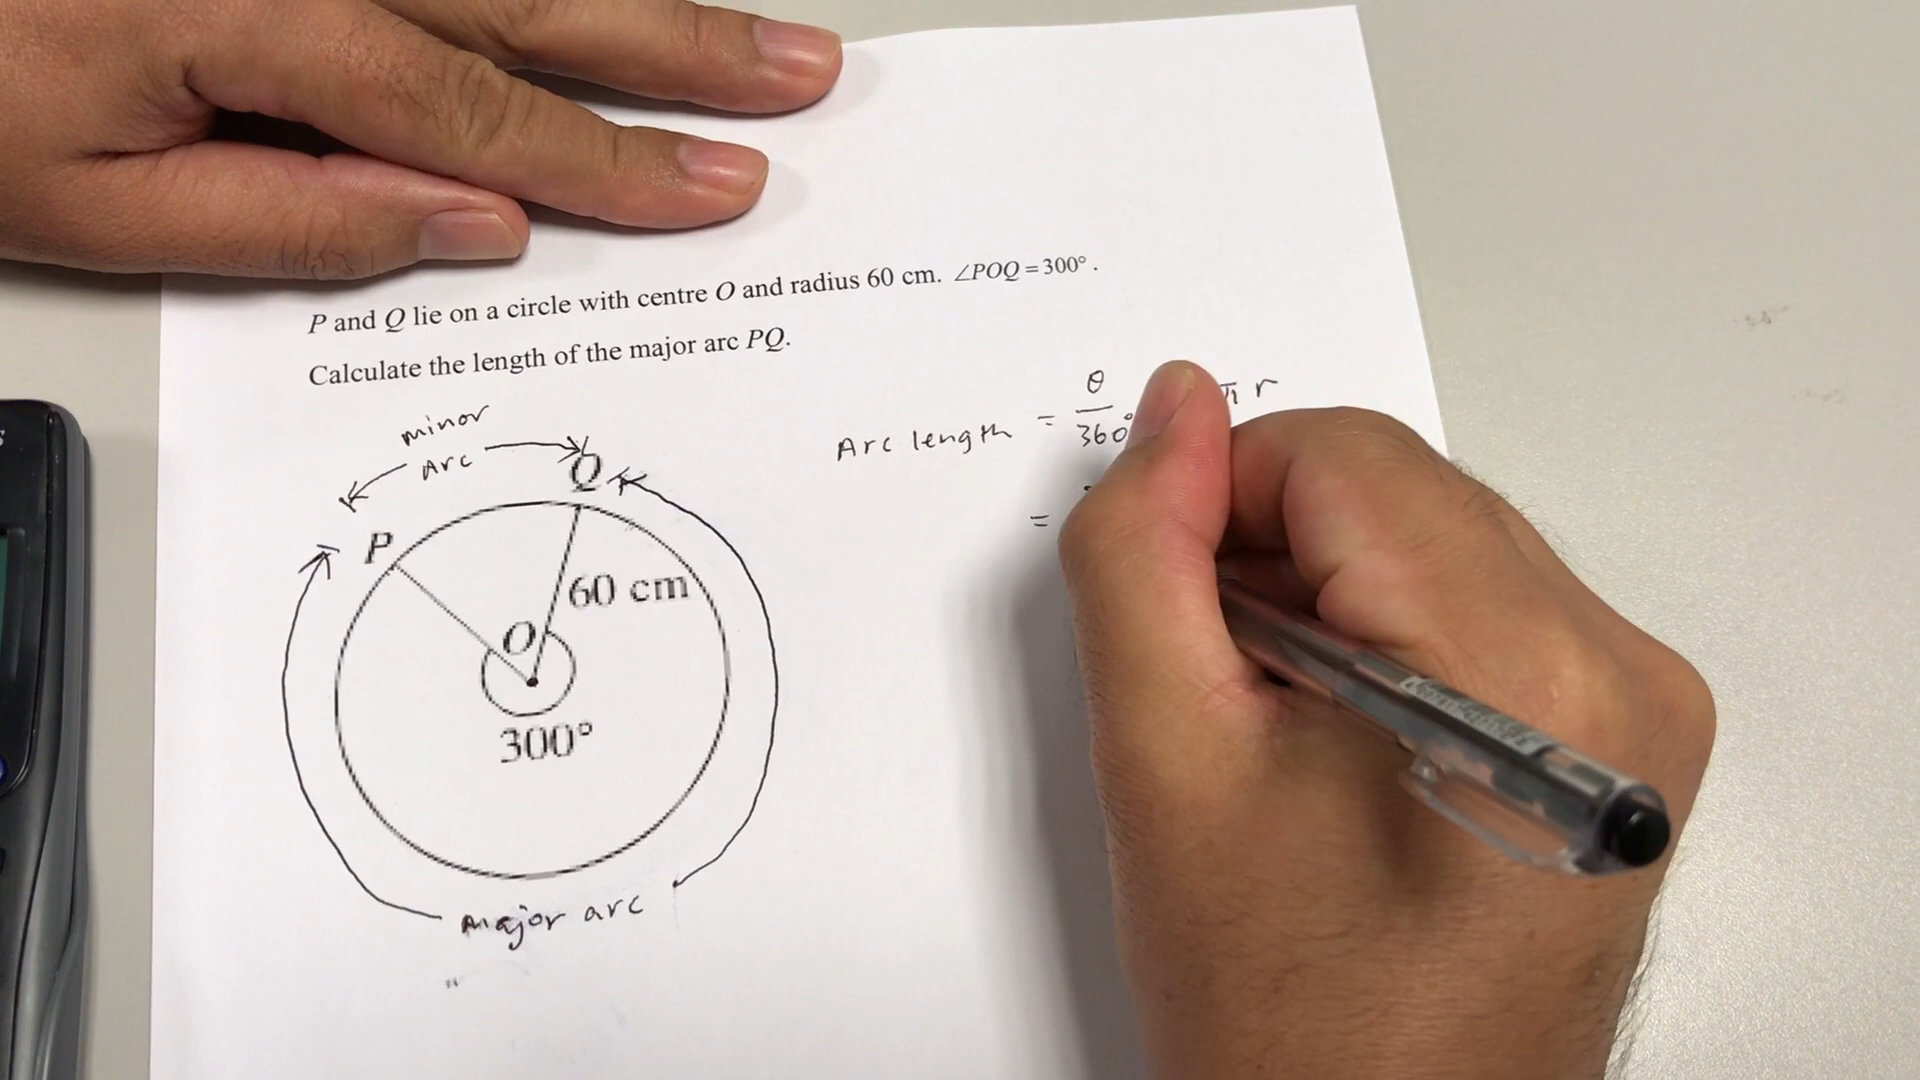 P and Q lie on a circle with centre O and radius 60 cm. ∠POQ = 300°.
Calculate the length of the major arc PQ.
minor
Arc
Arc length = θ/360° π r
=
Q
P
60 cm
O
300°
major arc